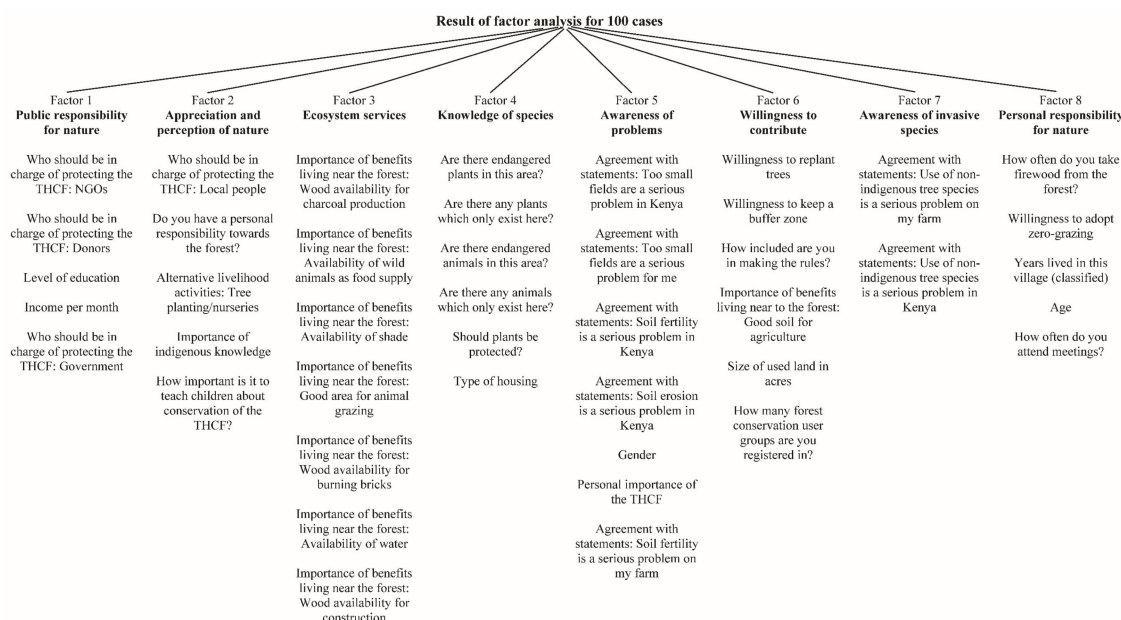 Result of factor analysis for 100 cases
Factor 1
Public responsibility
for nature
Who should be in
charge of protecting the
THCF: NGOs
Who should be in
charge of protecting the
THCF: Donors
Level of education
Income per month
Who should be in
charge of protecting the
THCF: Government
Factor 2
Appreciation and
perception of nature
Who should be in
charge of protecting the
THCF: Local people
Do you have a personal
responsibility towards
the forest?
Alternative livelihood
activities: Tree
planting/nurseries
Importance of
indigenous knowledge
How important is it to
teach children about
conservation of the
THCF?
Factor 3
Ecosystem services
Importance of benefits
living near the forest:
Wood availability for
charcoal production
Importance of benefits
living near the forest:
Availability of wild
animals as food supply
Importance of benefits
living near the forest:
Availability of shade
Importance of benefits
living near the forest:
Good area for animal
grazing
Importance of benefits
living near the forest:
Wood availability for
burning bricks
Importance of benefits
living near the forest:
Availability of water
Importance of benefits
living near the forest:
Wood availability for
construction
Factor 4
Knowledge of species
Are there endangered
plants in this area?
Are there any plants
which only exist here?
Are there endangered
animals in this area?
Are there any animals
which only exist here?
Should plants be
protected?
Type of housing
Factor 5
Awareness of
problems
Agreement with
statements: Too small
fields are a serious
problem in Kenya
Agreement with
statements: Too small
fields are a serious
problem for me
Agreement with
statements: Soil fertility
is a serious problem in
Kenya
Agreement with
statements: Soil erosion
is a serious problem in
Kenya
Gender
Personal importance of
the THCF
Agreement with
statements: Soil fertility
is a serious problem on
my farm
Factor 6
Willingness to
contribute
Willingness to replant
trees
Willingness to keep a
buffer zone
How included are you
in making the rules?
Importance of benefits
living near to the forest:
Good soil for
agriculture
Size of used land in
acres
How many forest
conservation user
groups are you
registered in?
Factor 7
Awareness of invasive
species
Agreement with
statements: Use of non-
indigenous tree species
is a serious problem on
my farm
Agreement with
statements: Use of non-
indigenous tree species
is a serious problem in
Kenya
Factor 8
Personal responsibility
for nature
How often do you take
firewood from the
forest?
Willingness to adopt
zero-grazing
Years lived in this
village (classified)
Age
How often do you
attend meetings?